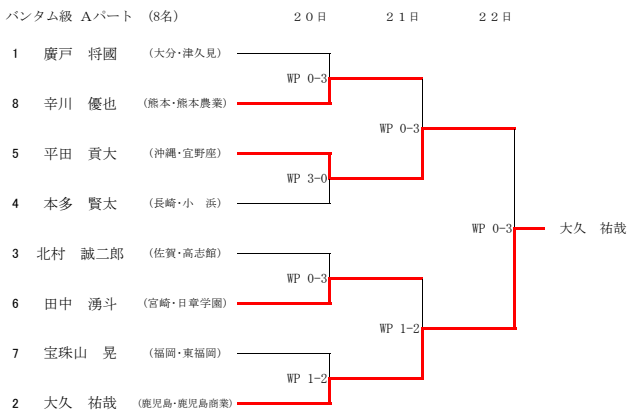 バンタム級 Aパート (8名) 20日 21日 22日
1 廣戸 将國 (大分・津久見)
WP 0-3
8 辛川 優也 (熊本・熊本農業)
WP 0-3
5 平田 貢大 (沖縄・宜野座)
WP 3-0
4 本多 賢太 (長崎・小 浜)
WP 0-3 大久 祐哉
3 北村 誠二郎 (佐賀・高志館)
WP 0-3
6 田中 湧斗 (宮崎・日章学園)
WP 1-2
7 宝珠山 晃 (福岡・東福岡)
WP 1-2
2 大久 祐哉 (鹿児島・鹿児島商業)